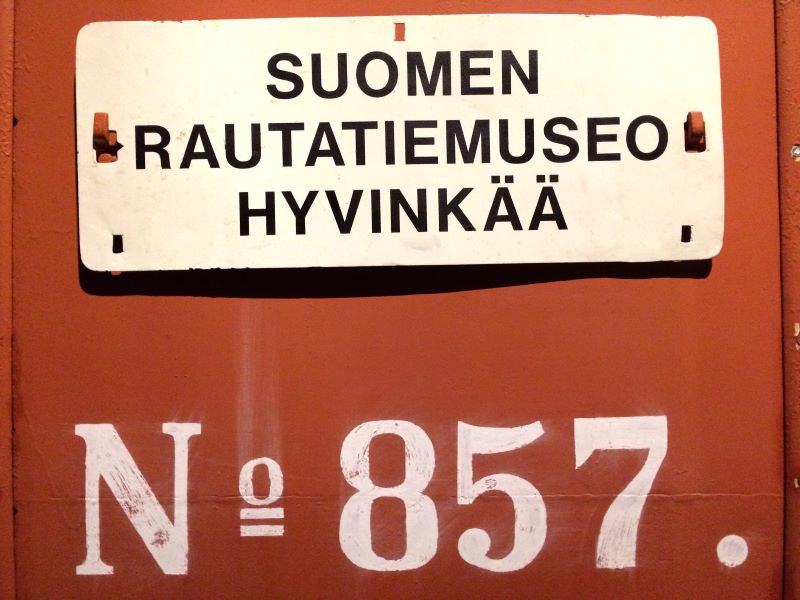 SUOMEN
RAUTATIEMUSEO
HYVINKÄÄ
Nº 857.